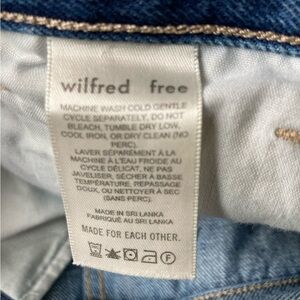 wilfred free
MACHINE WASH COLD GENTLE
CYCLE SEPARATELY, DO NOT
BLEACH, TUMBLE DRY LOW,
COOL IRON, OR DRY CLEAN (NO
PERC).
LAVER SÉPARÉMENT À LA
MACHINE À L'EAU FROIDE AU
CYCLE DÉLICAT, NE PAS
JAVELISER, SÉCHER À BASSE
TEMPÉRATURE, REPASSAGE
DOUX, OU NETTOYER À SEC
(SANS PERC).
MADE IN SRI LANKA
FABRIQUÉ AU SRI LANKA
MADE FOR EACH OTHER.